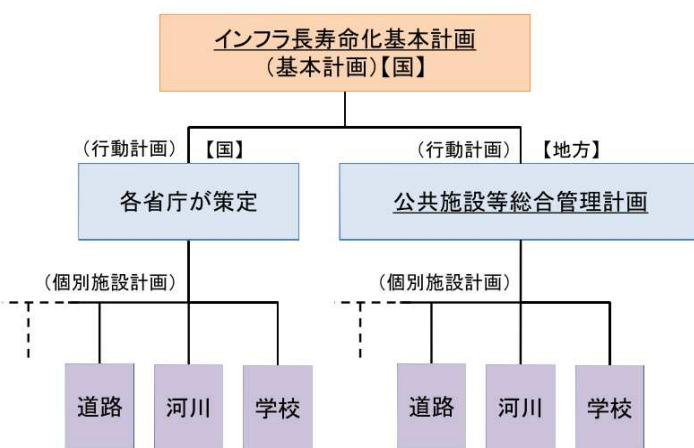 インフラ長寿命化基本計画
(基本計画)【国】
(行動計画) 【国】
各省庁が策定
(行動計画) 【地方】
公共施設等総合管理計画
(個別施設計画)
道路 河川 学校
(個別施設計画)
道路 河川 学校